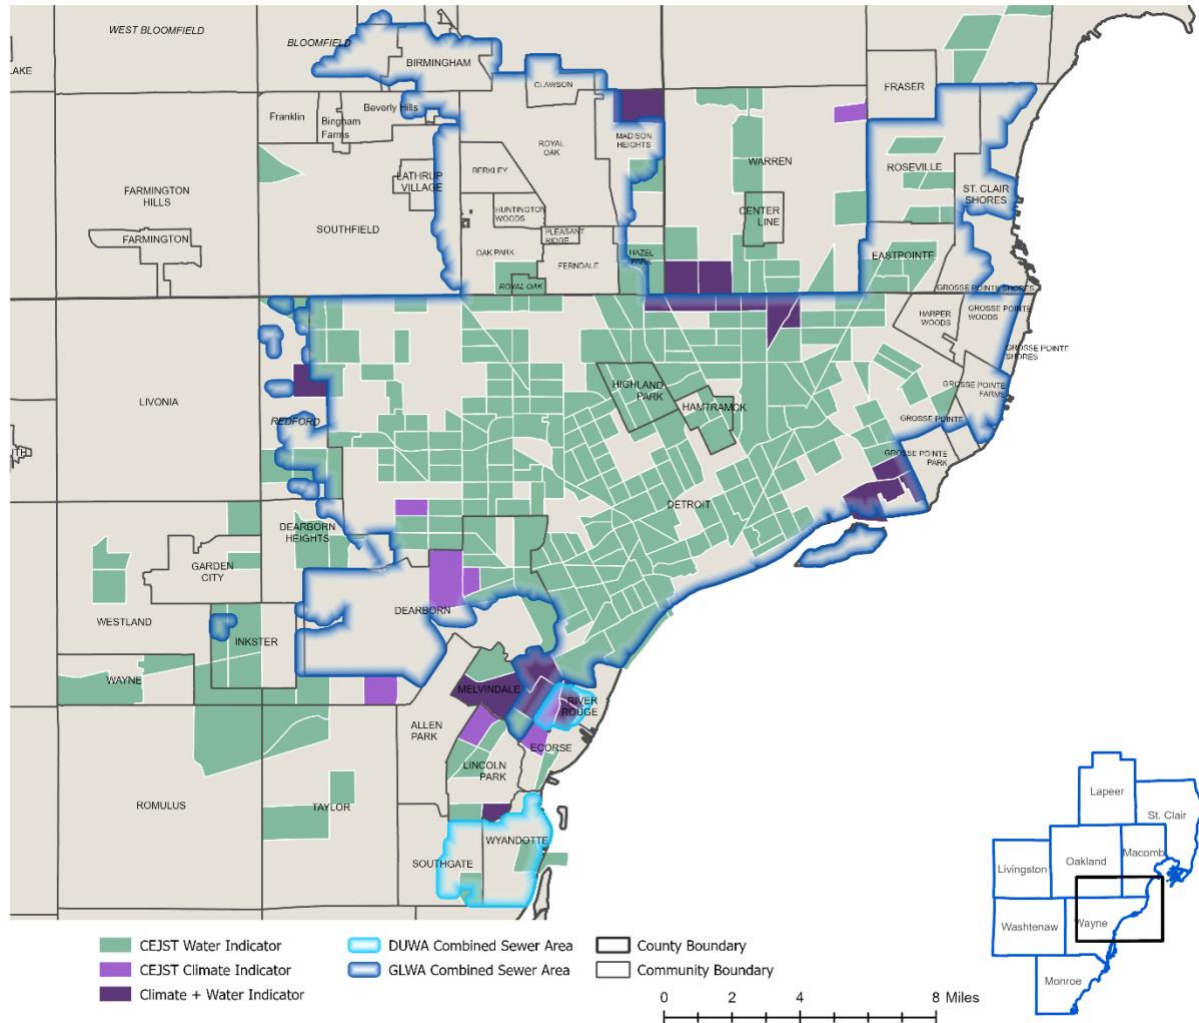 WEST BLOOMFIELD
BLOOMFIELD
BIRMINGHAM
LAKE
CLAWSON
FRASER
Franklin
Bingham
Farms
Beverly Hills
ROYAL
OAK
MADISON
HEIGHTS
WARREN
ROSEVILLE
LATHRUP
VILLAGE
BERKLEY
ST. CLAIR
SHORES
FARMINGTON
HILLS
FARMINGTON
SOUTHFIELD
HUNTINGTON
WOODS
PLEASANT
RIDGE
CENTER
LINE
OAK PARK
FERNDALE
HAZEL
PARK
EASTPOINTE
ROYAL OAK
GROSSE POINTE SHORES
HARPER
WOODS
GROSSE POINTE
WOODS
GROSSE POINTE
SHORES
LIVONIA
HIGHLAND
PARK
HAMTRAMCK
GROSSE POINTE
FARMS
REDFORD
GROSSE POINTE
GROSSE POINTE
PARK
DETROIT
DEARBORN
HEIGHTS
GARDEN
CITY
WESTLAND
INKSTER
DEARBORN
WAYNE
MELVINDALE
RIVER
ROUGE
ALLEN
PARK
ECORSE
LINCOLN
PARK
ROMULUS
TAYLOR
WYANDOTTE
SOUTHGATE
Lapeer
St. Clair
Macomb
Oakland
Livingston
Washtenaw
Wayne
Monroe
CEJST Water Indicator
CEJST Climate Indicator
Climate + Water Indicator
DUWA Combined Sewer Area
GLWA Combined Sewer Area
County Boundary
Community Boundary
0 2 4 8 Miles